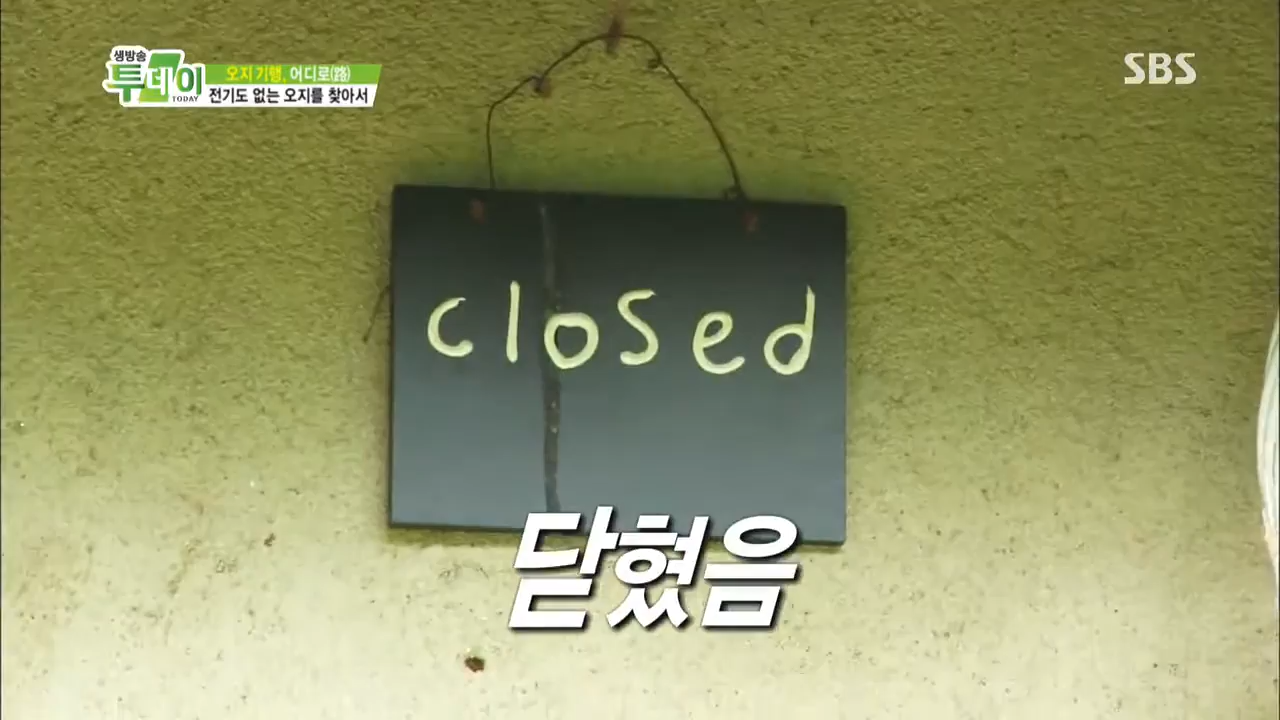 생방송
투데이
TODAY
오지 기행, 어디로(路)
전기도 없는 오지를 찾아서
SBS
closed
닫혔음